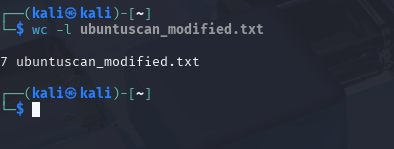 ┌──(kali㉿kali)-[~]
└─$ wc -l ubuntuscan_modified.txt
7 ubuntuscan_modified.txt
┌──(kali㉿kali)-[~]
└─$